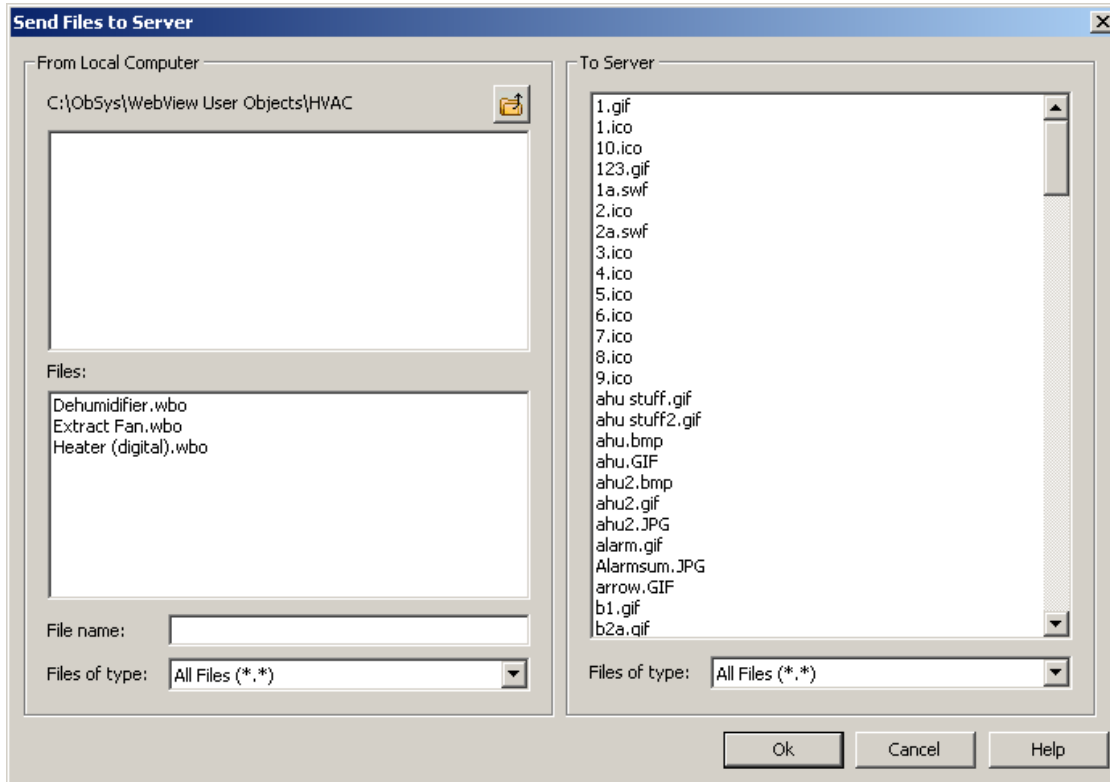 Send Files to Server
From Local Computer
C:\ObSys\WebView User Objects\HVAC
Files:
Dehumidifier.wbo
Extract Fan.wbo
Heater (digital).wbo
File name:
Files of type: All Files (*.*)
To Server
1.gif
1.ico
10.ico
123.gif
1a.swf
2.ico
2a.swf
3.ico
4.ico
5.ico
6.ico
7.ico
8.ico
9.ico
ahu stuff.gif
ahu stuff2.gif
ahu.bmp
ahu.GIF
ahu2.bmp
ahu2.gif
ahu2.JPG
alarm.gif
Alarmsum.JPG
arrow.GIF
b1.gif
b2a.gif
Files of type: All Files (*.*)
Ok Cancel Help